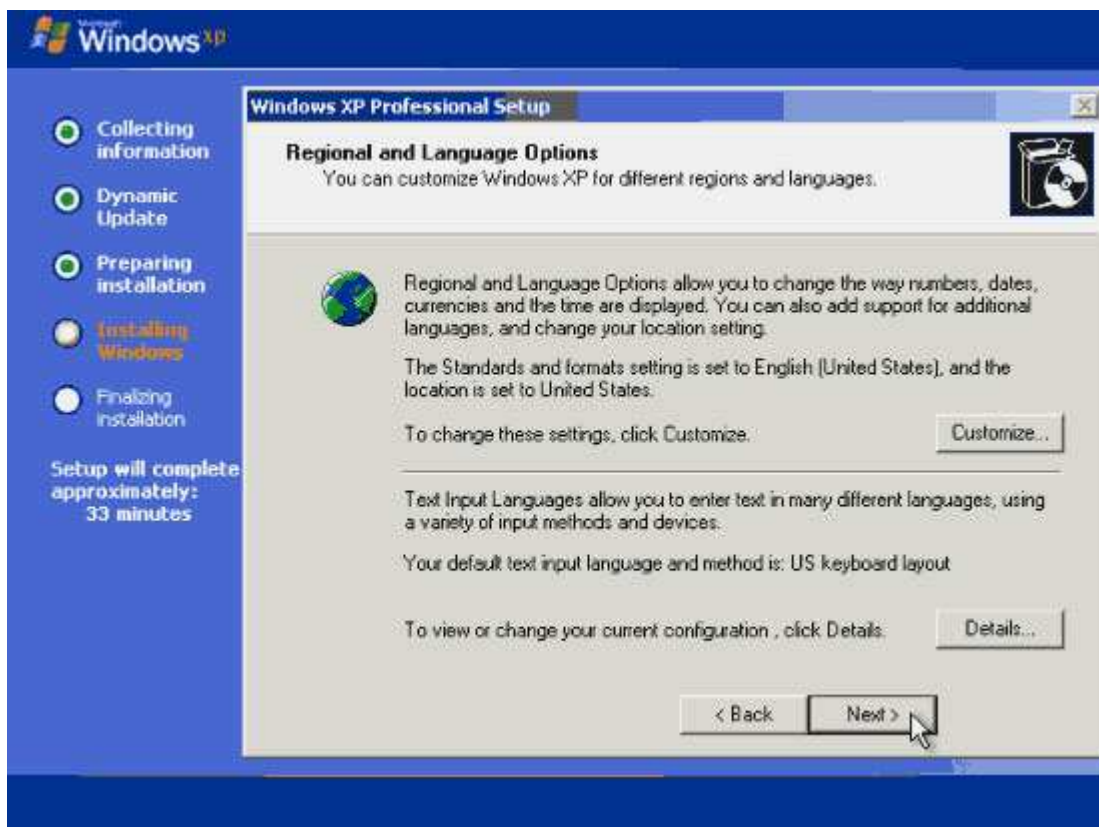 Microsoft
Windows xp
Collecting
information
Dynamic
Update
Preparing
installation
Installing
Windows
Finalizing
installation
Setup will complete
approximately:
33 minutes
Windows XP Professional Setup
Regional and Language Options
You can customize Windows XP for different regions and languages.
Regional and Language Options allow you to change the way numbers, dates,
currencies and the time are displayed. You can also add support for additional
languages, and change your location setting.
The Standards and formats setting is set to English (United States), and the
location is set to United States.
To change these settings, click Customize.
Customize...
Text Input Languages allow you to enter text in many different languages, using
a variety of input methods and devices.
Your default text input language and method is: US keyboard layout
To view or change your current configuration , click Details.
Details...
< Back
Next >